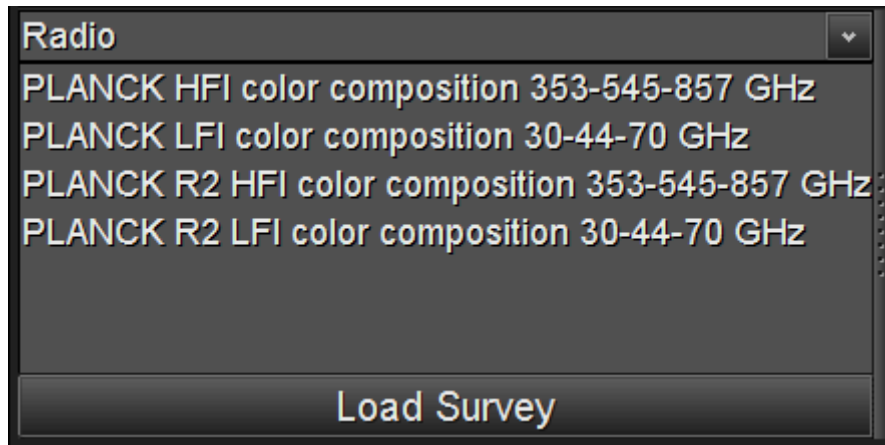 Radio
PLANCK HFI color composition 353-545-857 GHz
PLANCK LFI color composition 30-44-70 GHz
PLANCK R2 HFI color composition 353-545-857 GHz
PLANCK R2 LFI color composition 30-44-70 GHz
Load Survey